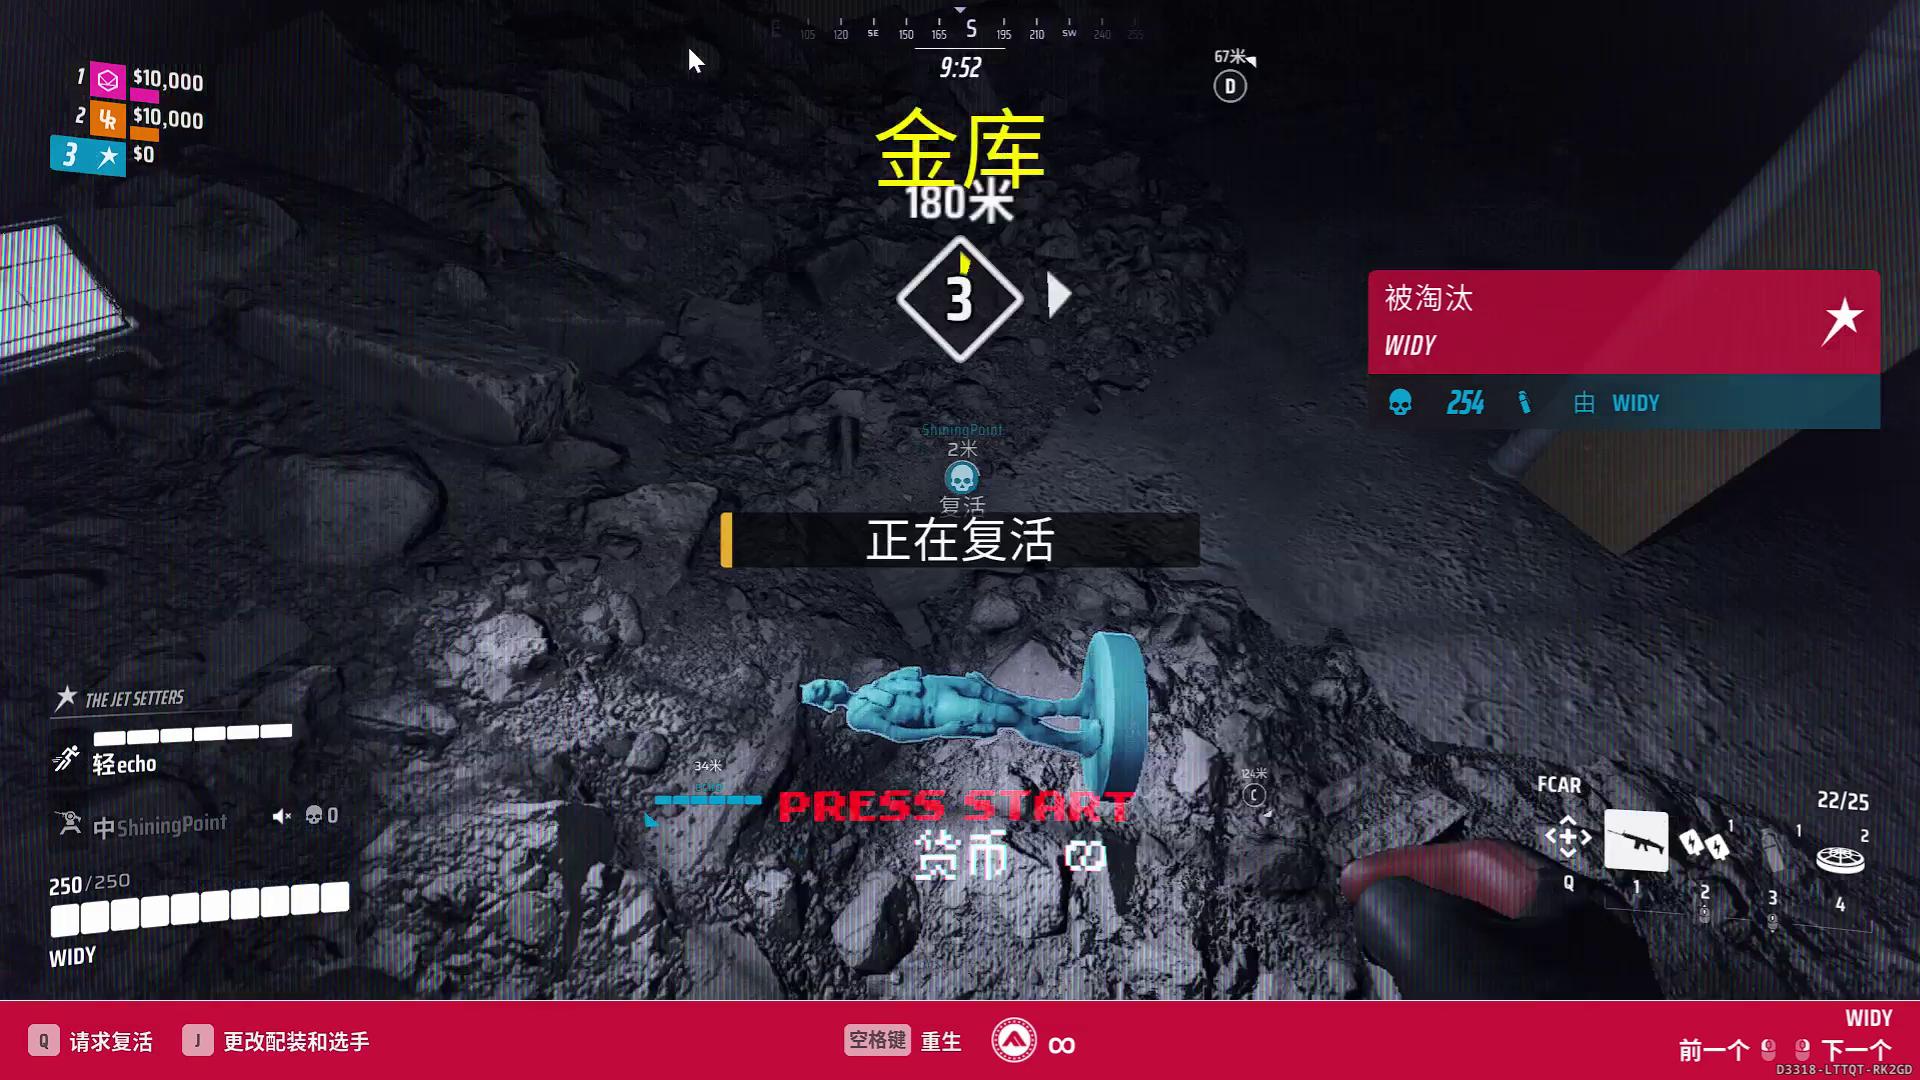 E 105 120 SE 150 165 S 195 210 SW 240 255
9:52
67米
D
1 $10,000
2 $10,000
3 $0
金库
180米
3
被淘汰
WIDY
254 由 WIDY
ShiningPoint
2米
复活
正在复活
THE JET SETTERS
轻echo
中ShiningPoint 0
250/250
WIDY
34米
echo
PRESS START
货币 ∞
124米
C
FCAR
22/25
Q 1 2 3 4
1 1 2
Q 请求复活 J 更改配装和选手
空格键 重生 ∞
WIDY
前一个 下一个
D3318-LTTQT-RK2GD